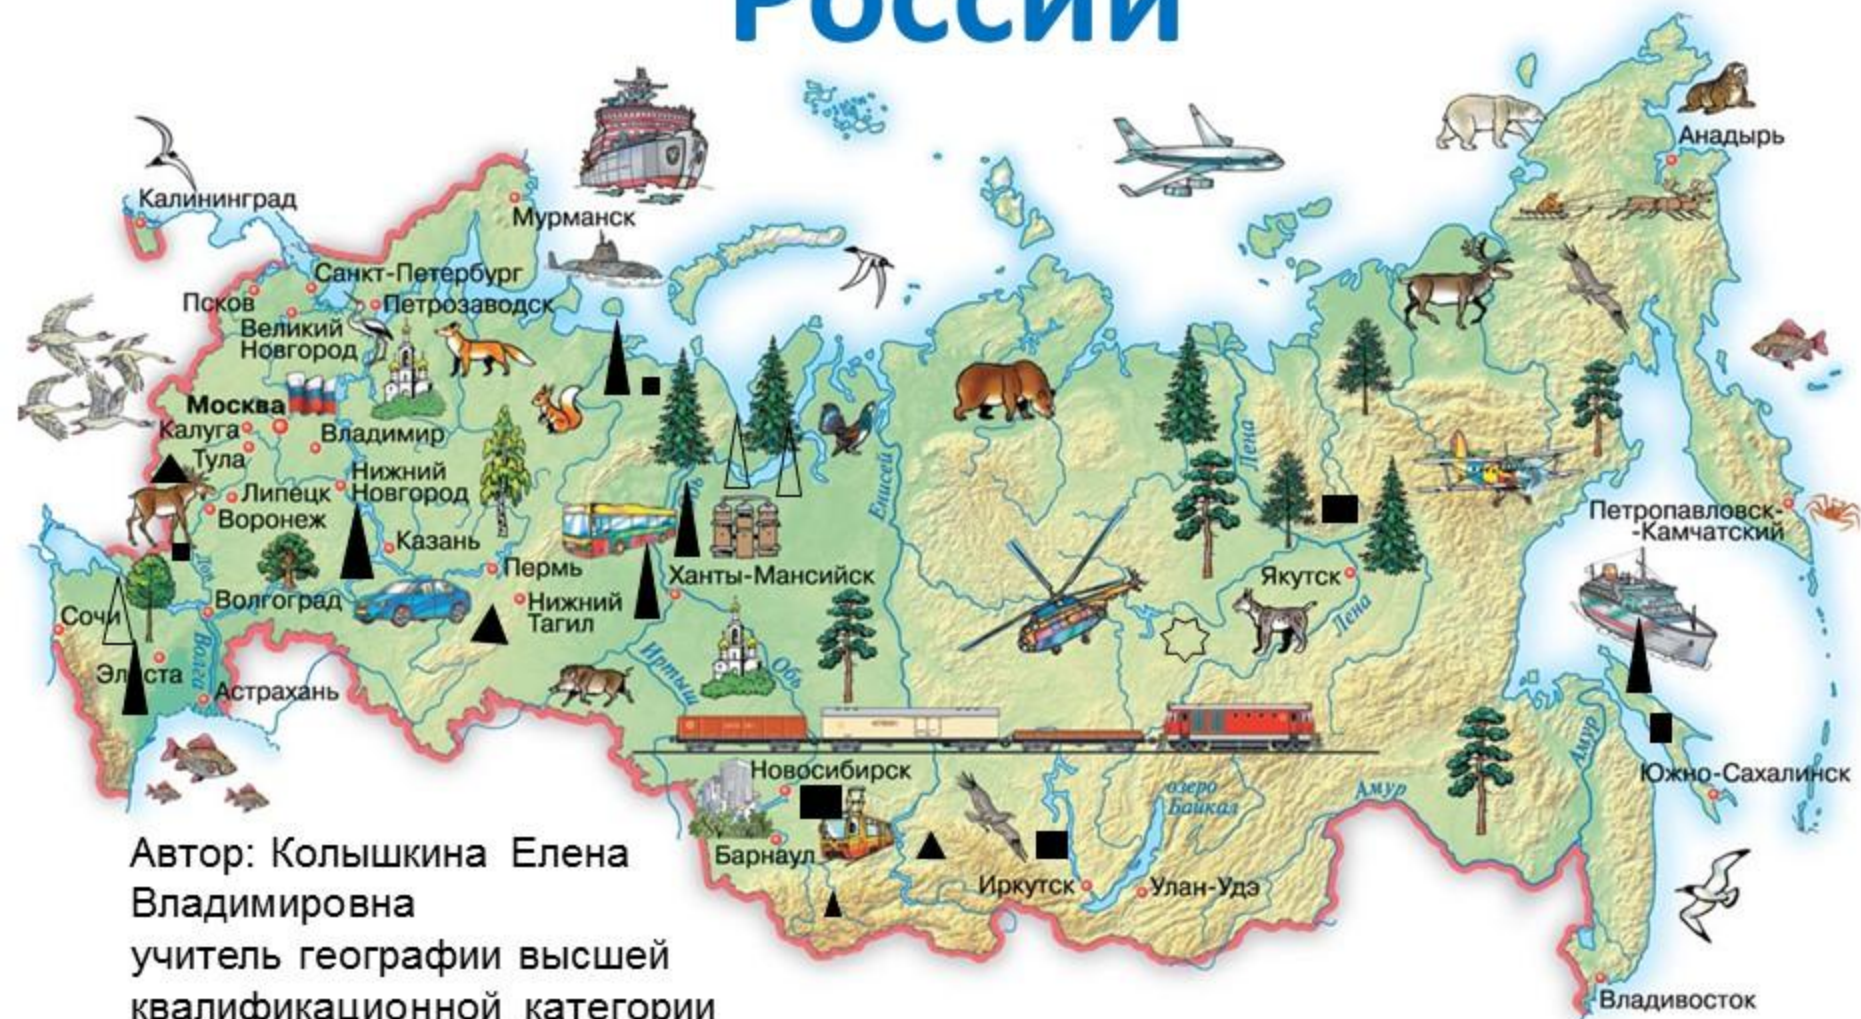 России
Анадырь
Калининград
Мурманск
Санкт-Петербург
Псков
Петрозаводск
Великий
Новгород
Москва
Калуга
Владимир
Тула
Нижний
Новгород
Липецк
Воронеж
Казань
Пермь
Ханты-Мансийск
Нижний
Тагил
Волгоград
Сочи
Элиста
Волга
Астрахань
Иртыш
Обь
Енисей
Лена
Якутск
Лена
Петропавловск-
-Камчатский
Новосибирск
озеро
Байкал
Амур
Амур
Южно-Сахалинск
Барнаул
Иркутск
Улан-Удэ
Владивосток
Автор: Колышкина Елена
Владимировна
учитель географии высшей
квалификационной категории